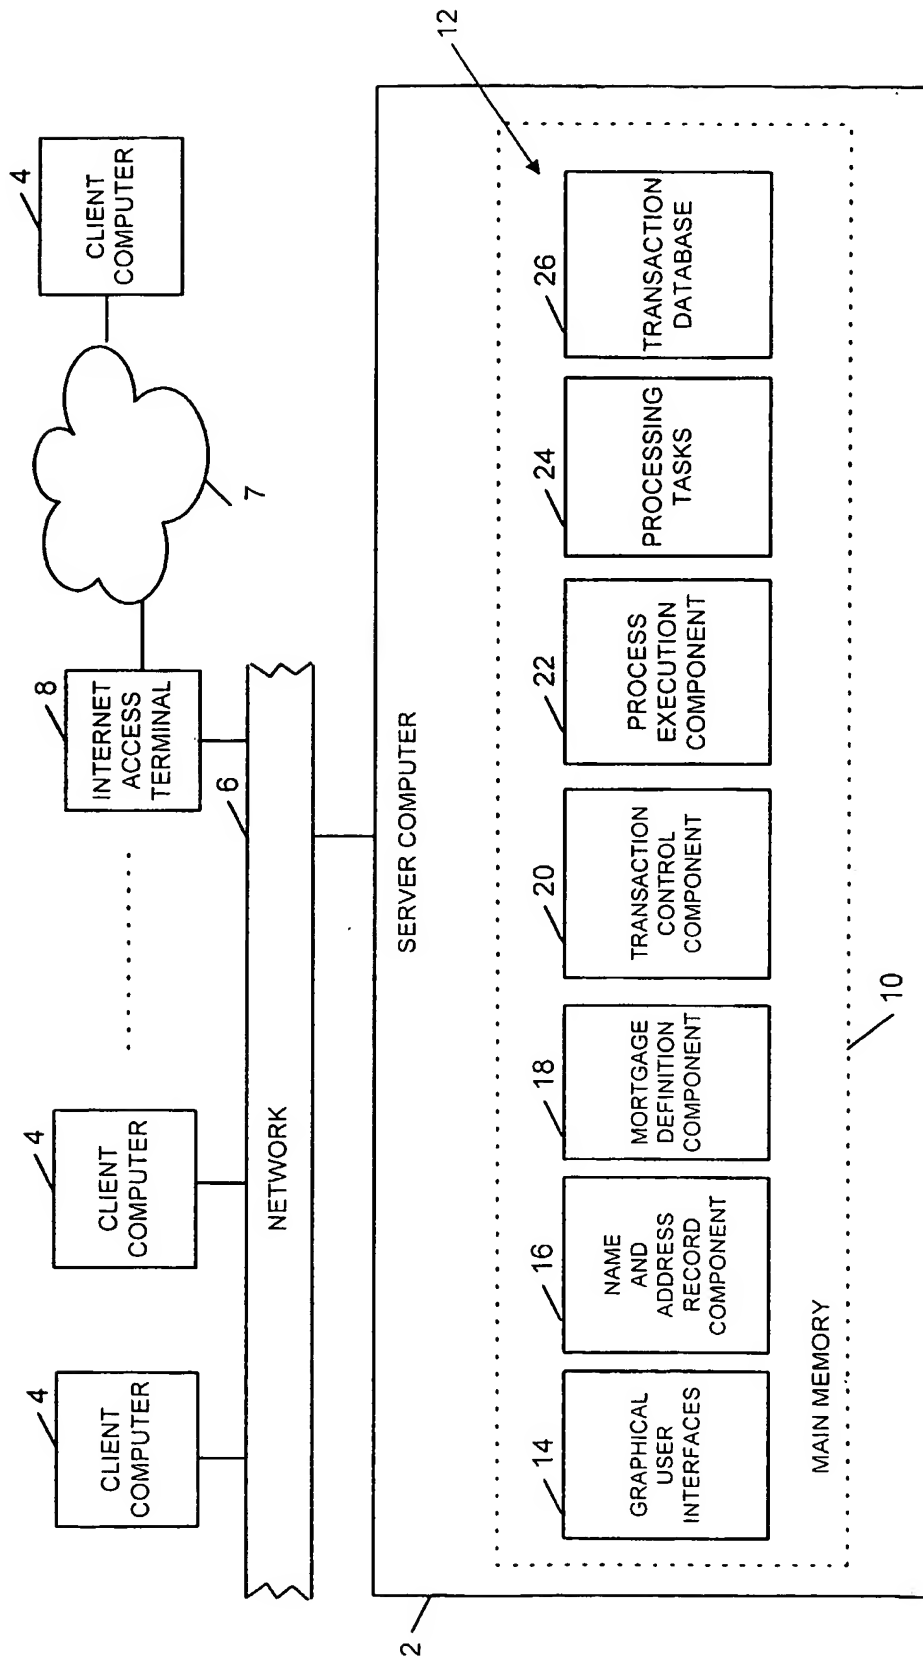 4
CLIENT
COMPUTER
4
CLIENT
COMPUTER
8
INTERNET
ACCESS
TERMINAL
7
4
CLIENT
COMPUTER
6
NETWORK
2
SERVER COMPUTER
12
14
GRAPHICAL
USER
INTERFACES
16
NAME
AND
ADDRESS
RECORD
COMPONENT
18
MORTGAGE
DEFINITION
COMPONENT
20
TRANSACTION
CONTROL
COMPONENT
22
PROCESS
EXECUTION
COMPONENT
24
PROCESSING
TASKS
26
TRANSACTION
DATABASE
MAIN MEMORY
10